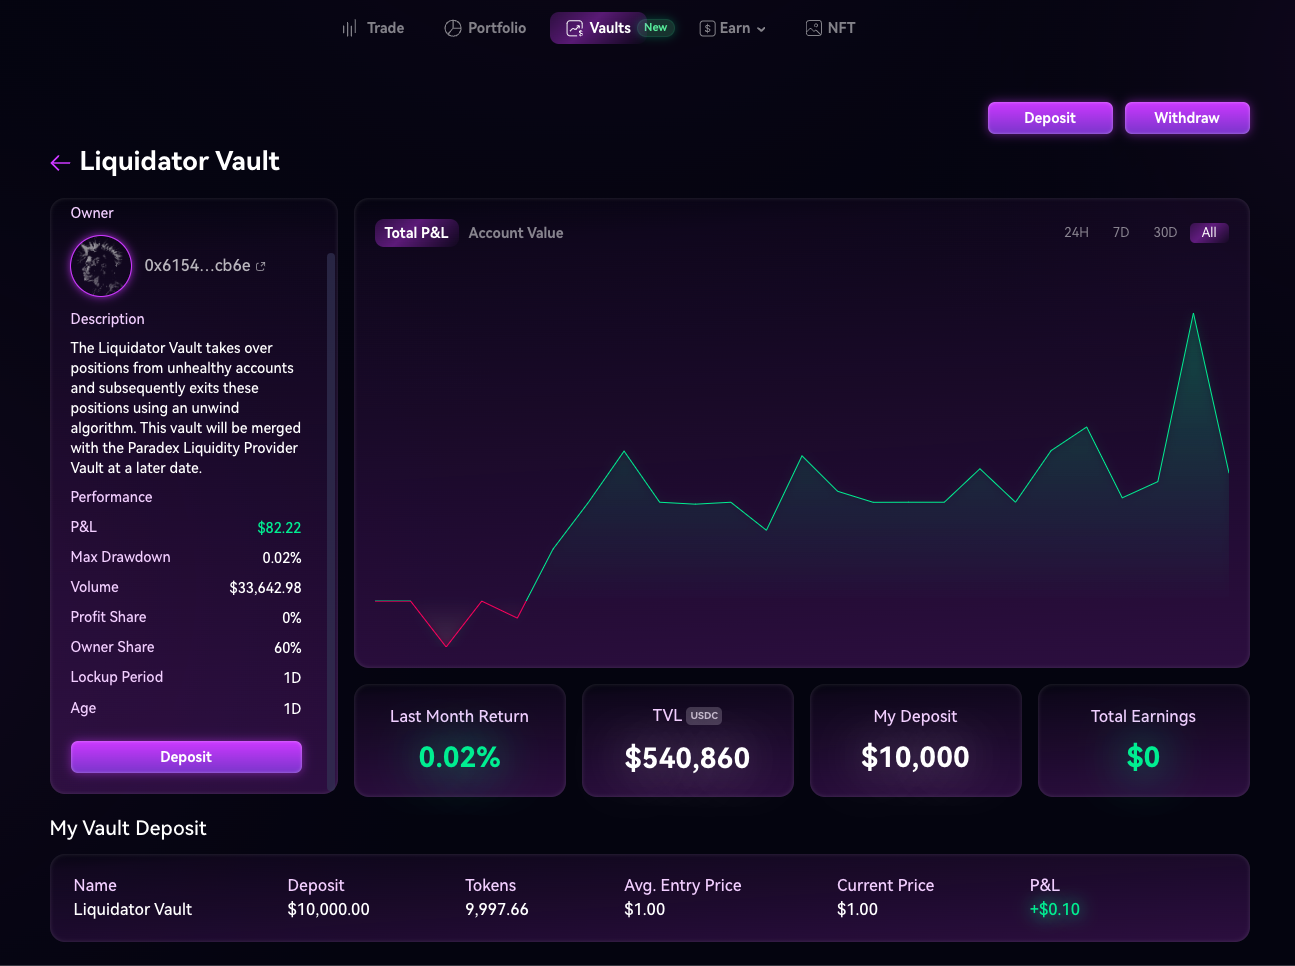 Trade
Portfolio
Vaults
New
Earn
NFT
Deposit
Withdraw
Liquidator Vault
Owner
0x6154...cb6e
Description
The Liquidator Vault takes over
positions from unhealthy accounts
and subsequently exits these
positions using an unwind
algorithm. This vault will be merged
with the Paradex Liquidity Provider
Vault at a later date.
Performance
P&L $82.22
Max Drawdown 0.02%
Volume $33,642.98
Profit Share 0%
Owner Share 60%
Lockup Period 1D
Age 1D
Deposit
Total P&L
Account Value
24H
7D
30D
All
Last Month Return
0.02%
TVL USDC
$540,860
My Deposit
$10,000
Total Earnings
$0
My Vault Deposit
Name Deposit Tokens Avg. Entry Price Current Price P&L
Liquidator Vault $10,000.00 9,997.66 $1.00 $1.00 +$0.10